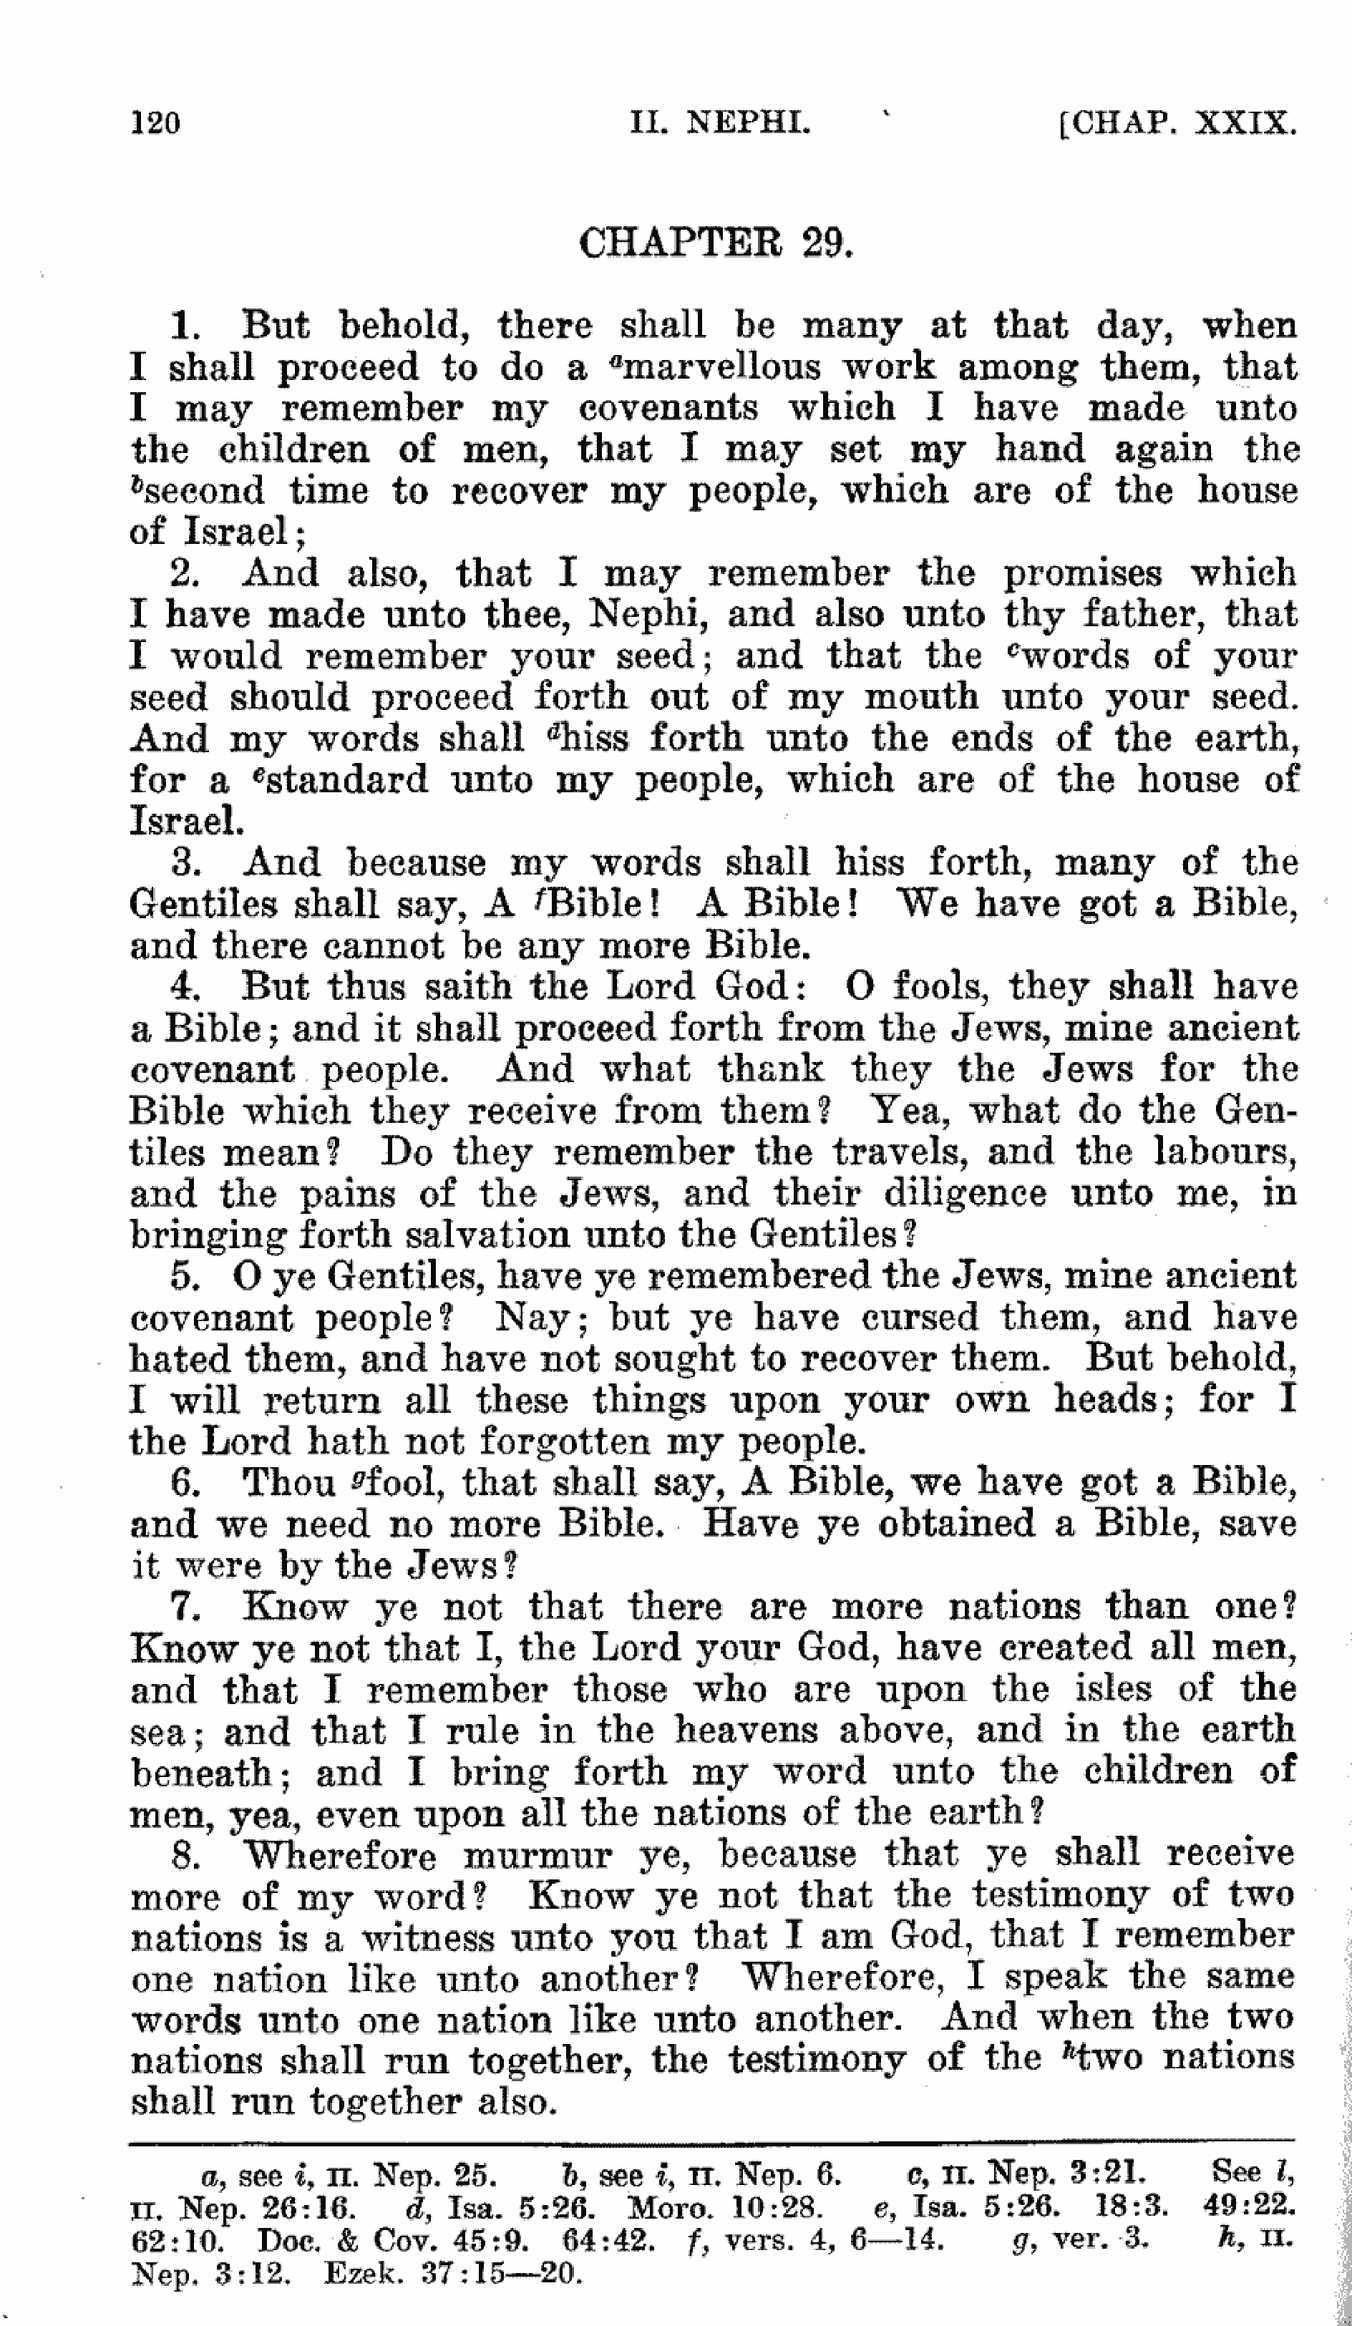 120 II. NEPHI. [CHAP. XXIX.
CHAPTER 29.
1. But behold, there shall be many at that day, when
I shall proceed to do a ᵃmarvellous work among them, that
I may remember my covenants which I have made unto
the children of men, that I may set my hand again the
ᵇsecond time to recover my people, which are of the house
of Israel;
2. And also, that I may remember the promises which
I have made unto thee, Nephi, and also unto thy father, that
I would remember your seed; and that the ᶜwords of your
seed should proceed forth out of my mouth unto your seed.
And my words shall ᵈhiss forth unto the ends of the earth,
for a ᵉstandard unto my people, which are of the house of
Israel.
3. And because my words shall hiss forth, many of the
Gentiles shall say, A ᶠBible! A Bible! We have got a Bible,
and there cannot be any more Bible.
4. But thus saith the Lord God: O fools, they shall have
a Bible; and it shall proceed forth from the Jews, mine ancient
covenant people. And what thank they the Jews for the
Bible which they receive from them? Yea, what do the Gen-
tiles mean? Do they remember the travels, and the labours,
and the pains of the Jews, and their diligence unto me, in
bringing forth salvation unto the Gentiles?
5. O ye Gentiles, have ye remembered the Jews, mine ancient
covenant people? Nay; but ye have cursed them, and have
hated them, and have not sought to recover them. But behold,
I will return all these things upon your own heads; for I
the Lord hath not forgotten my people.
6. Thou ᵍfool, that shall say, A Bible, we have got a Bible,
and we need no more Bible. Have ye obtained a Bible, save
it were by the Jews?
7. Know ye not that there are more nations than one?
Know ye not that I, the Lord your God, have created all men,
and that I remember those who are upon the isles of the
sea; and that I rule in the heavens above, and in the earth
beneath; and I bring forth my word unto the children of
men, yea, even upon all the nations of the earth?
8. Wherefore murmur ye, because that ye shall receive
more of my word? Know ye not that the testimony of two
nations is a witness unto you that I am God, that I remember
one nation like unto another? Wherefore, I speak the same
words unto one nation like unto another. And when the two
nations shall run together, the testimony of the ʰtwo nations
shall run together also.
a, see i, II. Nep. 25. b, see i, II. Nep. 6. c, II. Nep. 3:21. See l,
II. Nep. 26:16. d, Isa. 5:26. Moro. 10:28. e, Isa. 5:26. 18:3. 49:22.
62:10. Doc. & Cov. 45:9. 64:42. f, vers. 4, 6—14. g, ver. 3. h, II.
Nep. 3:12. Ezek. 37:15—20.